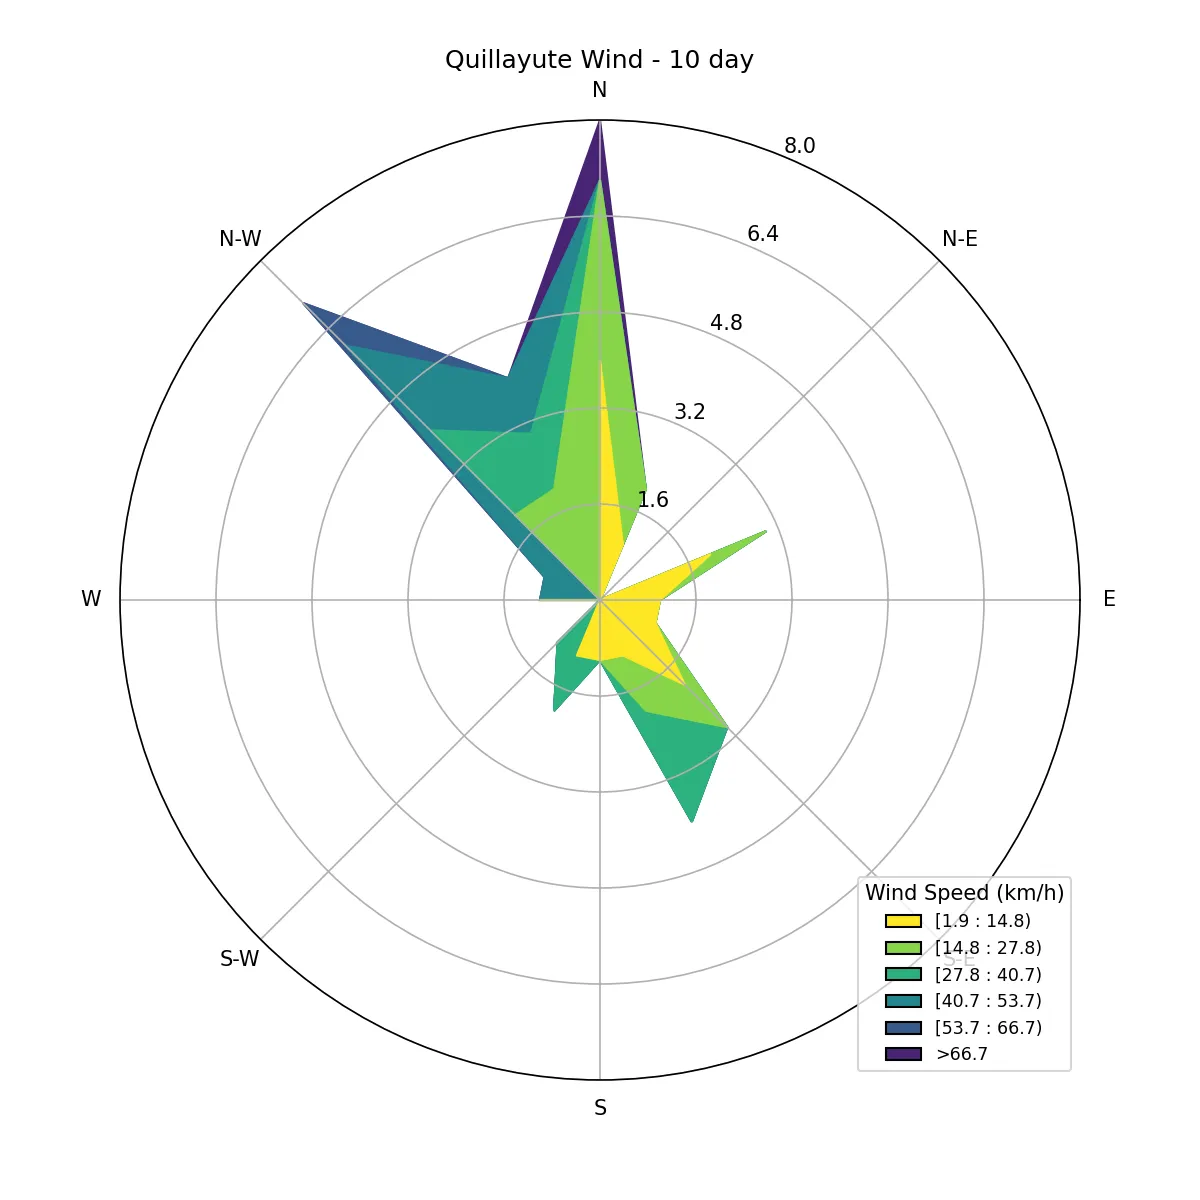 Quillayute Wind - 10 day
N
8.0
N-W
6.4
N-E
4.8
3.2
1.6
W
E
S-W
S-E
S
Wind Speed (km/h)
[1.9 : 14.8)
[14.8 : 27.8)
[27.8 : 40.7)
[40.7 : 53.7)
[53.7 : 66.7)
>66.7